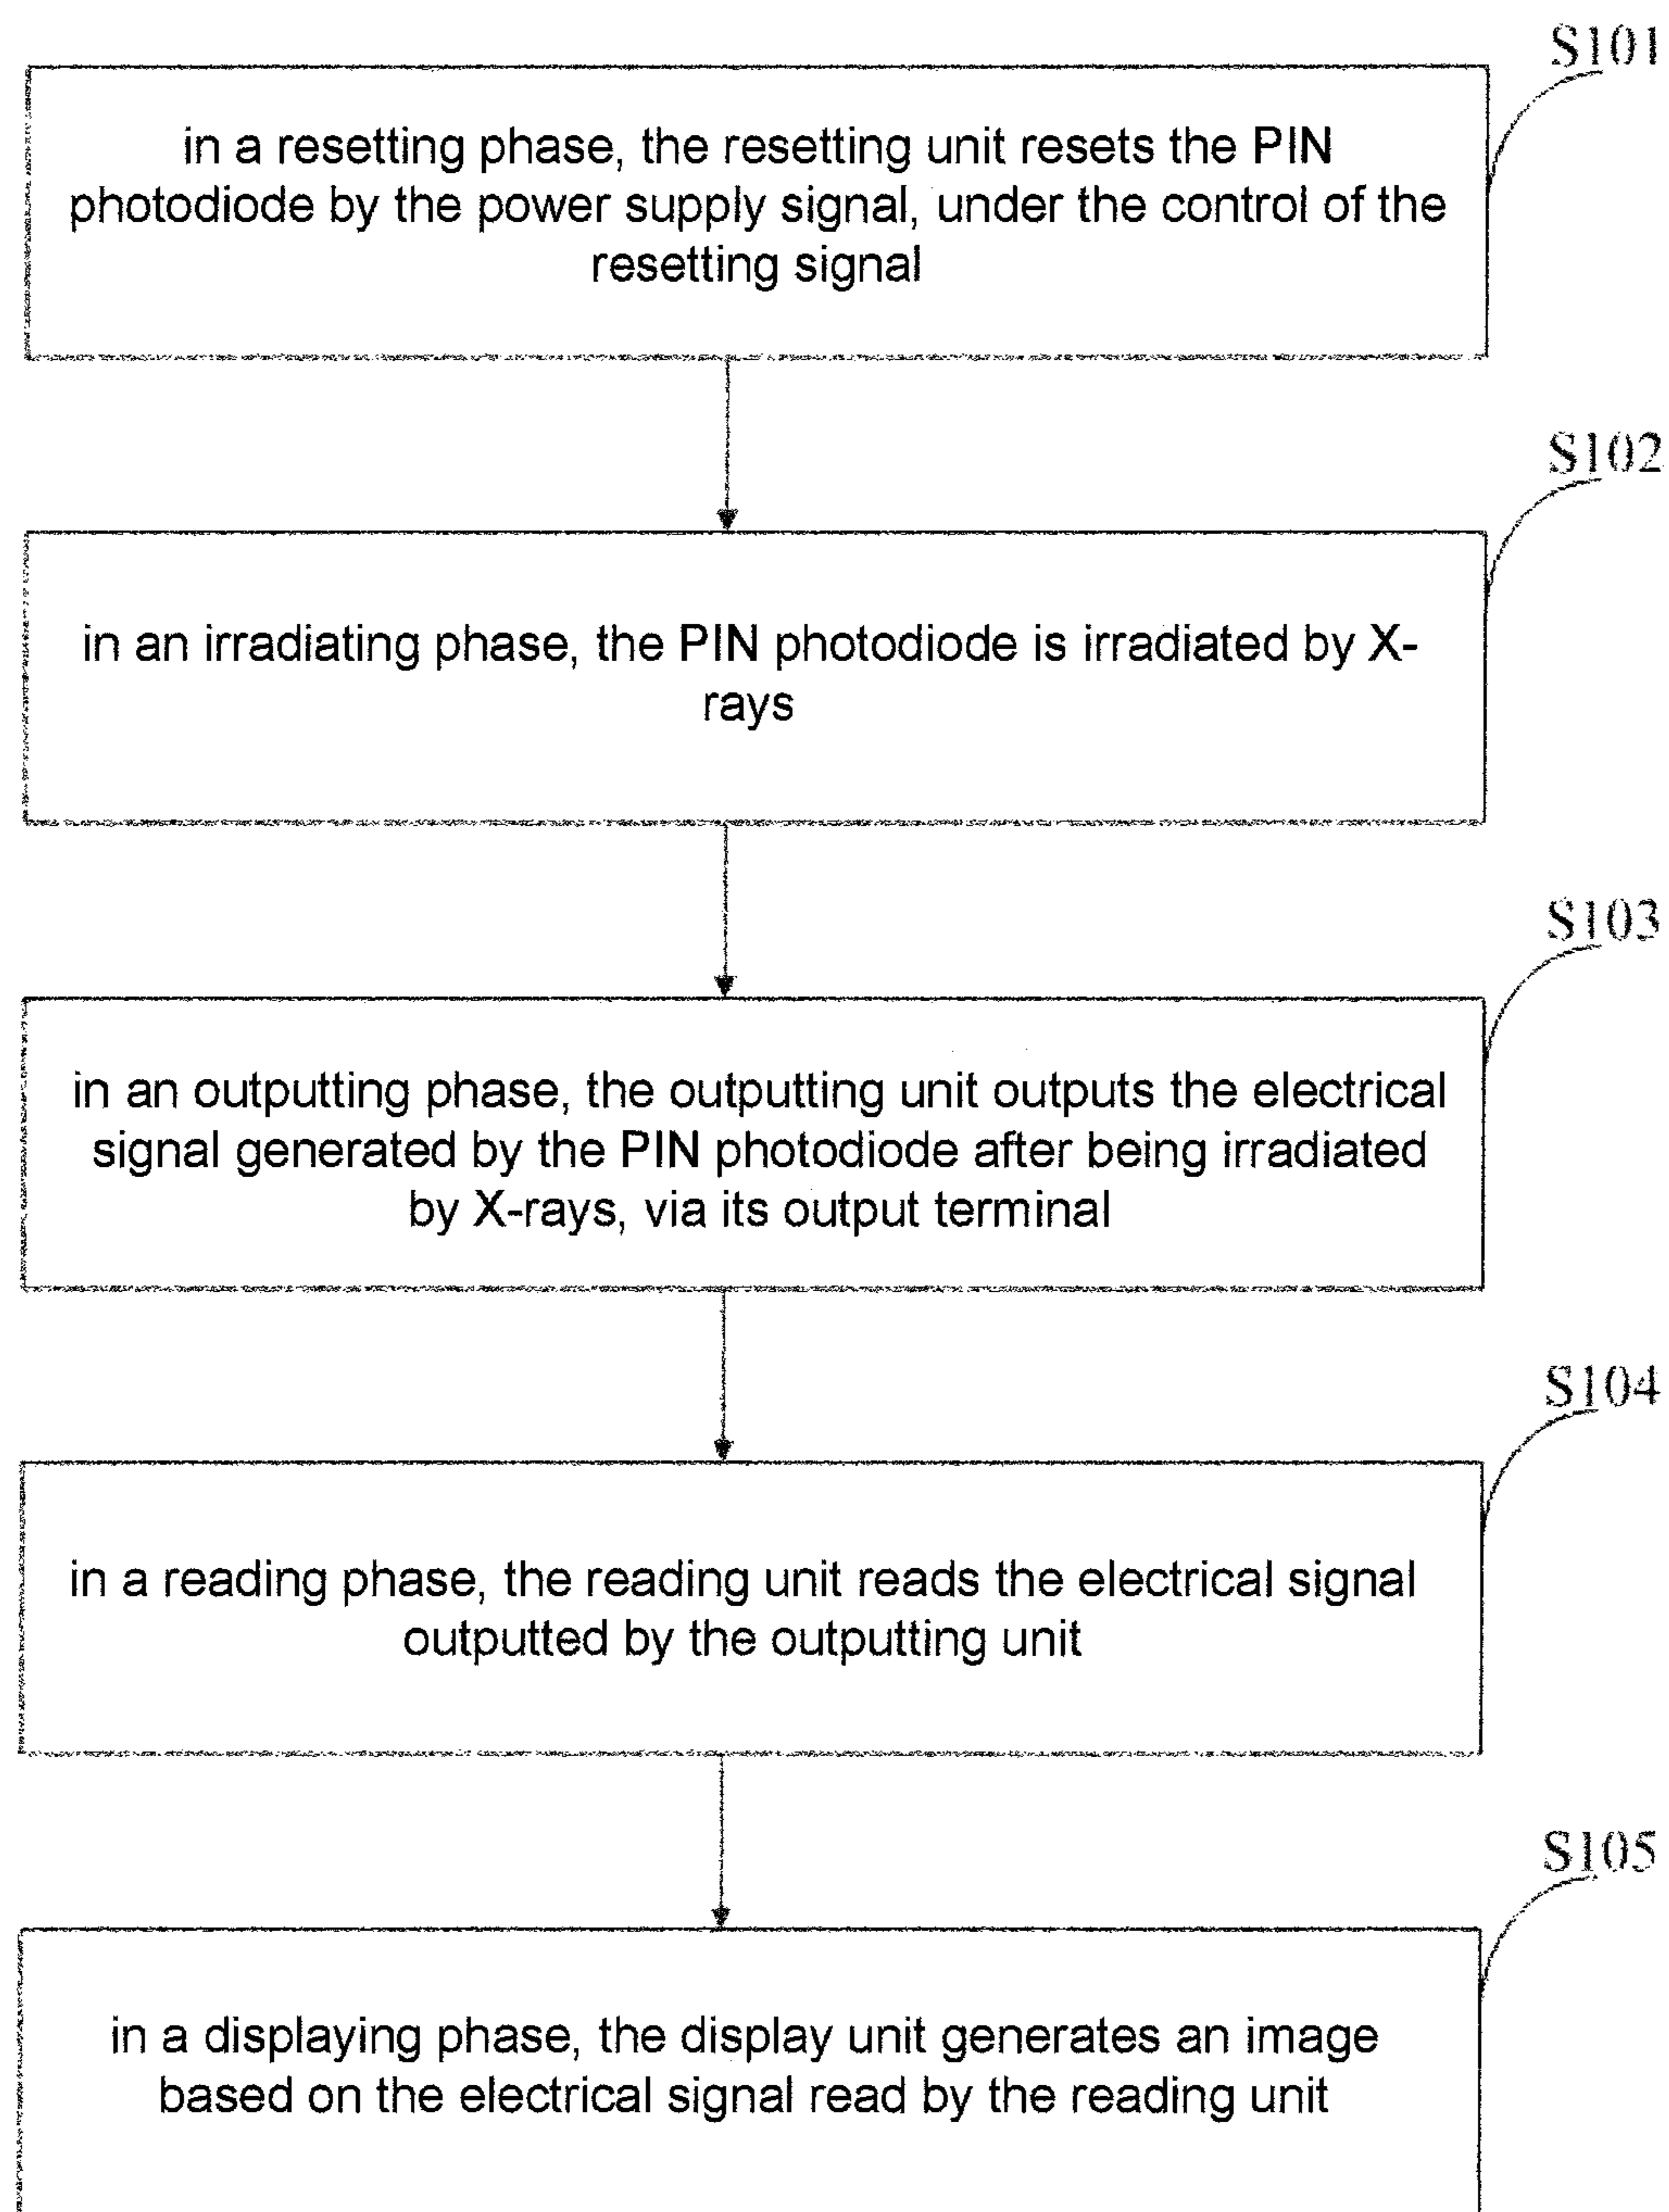 S101
in a resetting phase, the resetting unit resets the PIN
photodiode by the power supply signal, under the control of the
resetting signal
S102
in an irradiating phase, the PIN photodiode is irradiated by X-
rays
S103
in an outputting phase, the outputting unit outputs the electrical
signal generated by the PIN photodiode after being irradiated
by X-rays, via its output terminal
S104
in a reading phase, the reading unit reads the electrical signal
outputted by the outputting unit
S105
in a displaying phase, the display unit generates an image
based on the electrical signal read by the reading unit